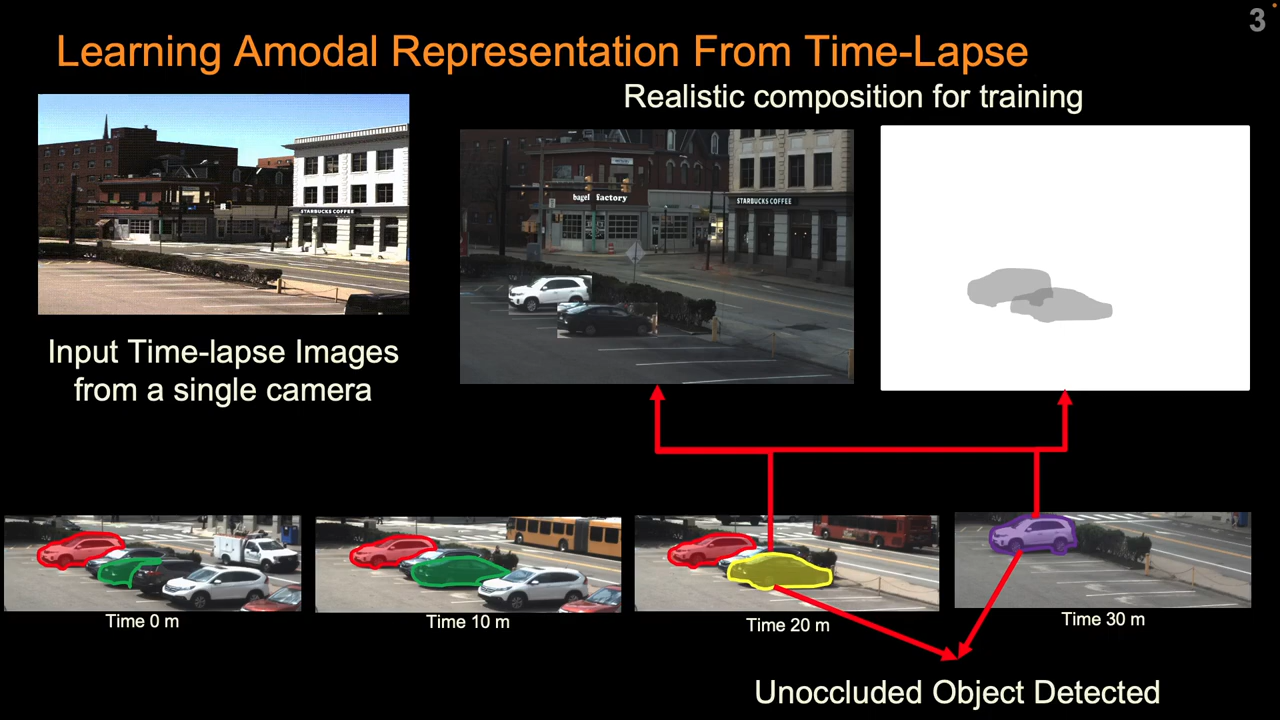 3
Learning Amodal Representation From Time-Lapse
Realistic composition for training
STARBUCKS COFFEE
bagel factory
STARBUCKS COFFEE
Input Time-lapse Images
from a single camera
Time 0 m
Time 10 m
Time 20 m
Time 30 m
Unoccluded Object Detected